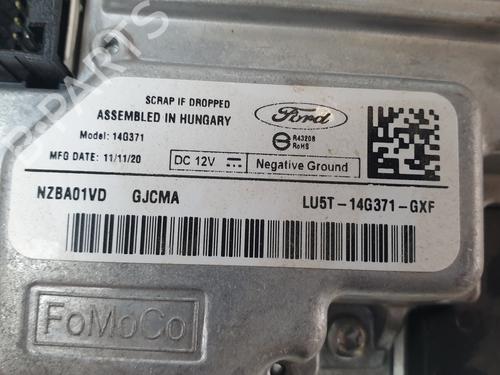 SCRAP IF DROPPED
ASSEMBLED IN HUNGARY
Ford
R43208
RoHS
Model: 14G371
MFG DATE: 11/11/20
DC 12V
Negative Ground
NZBA01VD GJCMA LU5T-14G371-GXF
FoMoCo